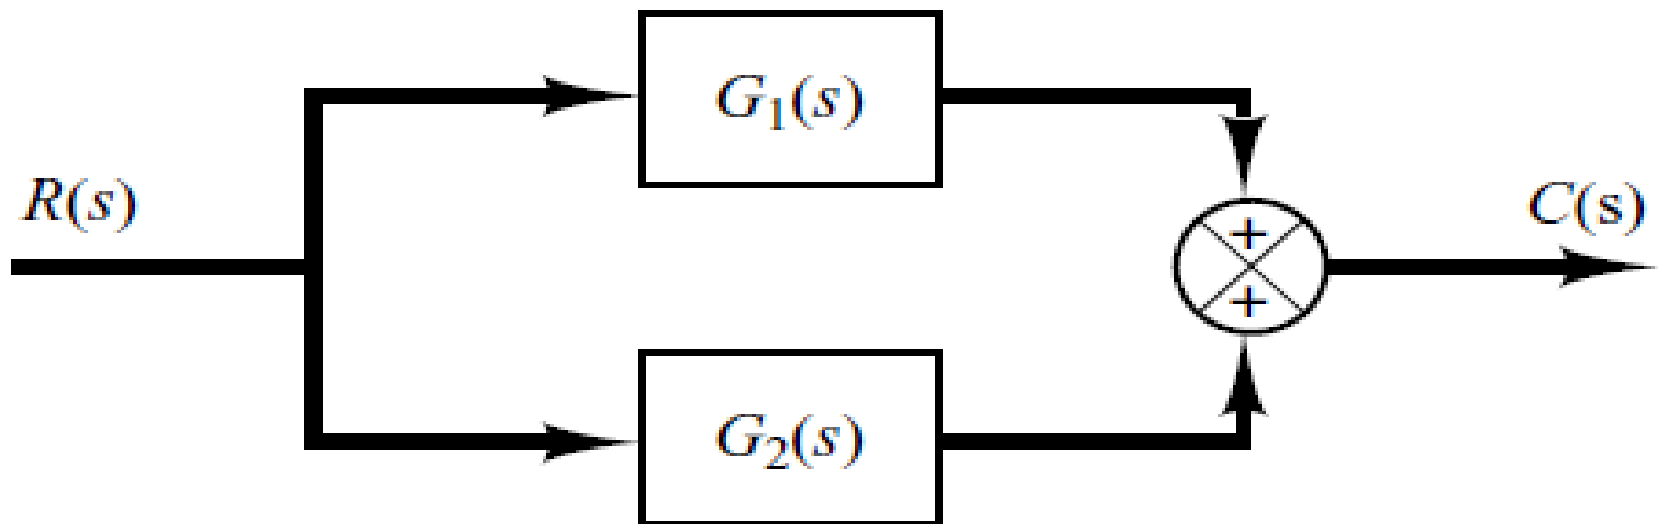 G₁(s)
R(s)
+
C(s)
+
G₂(s)